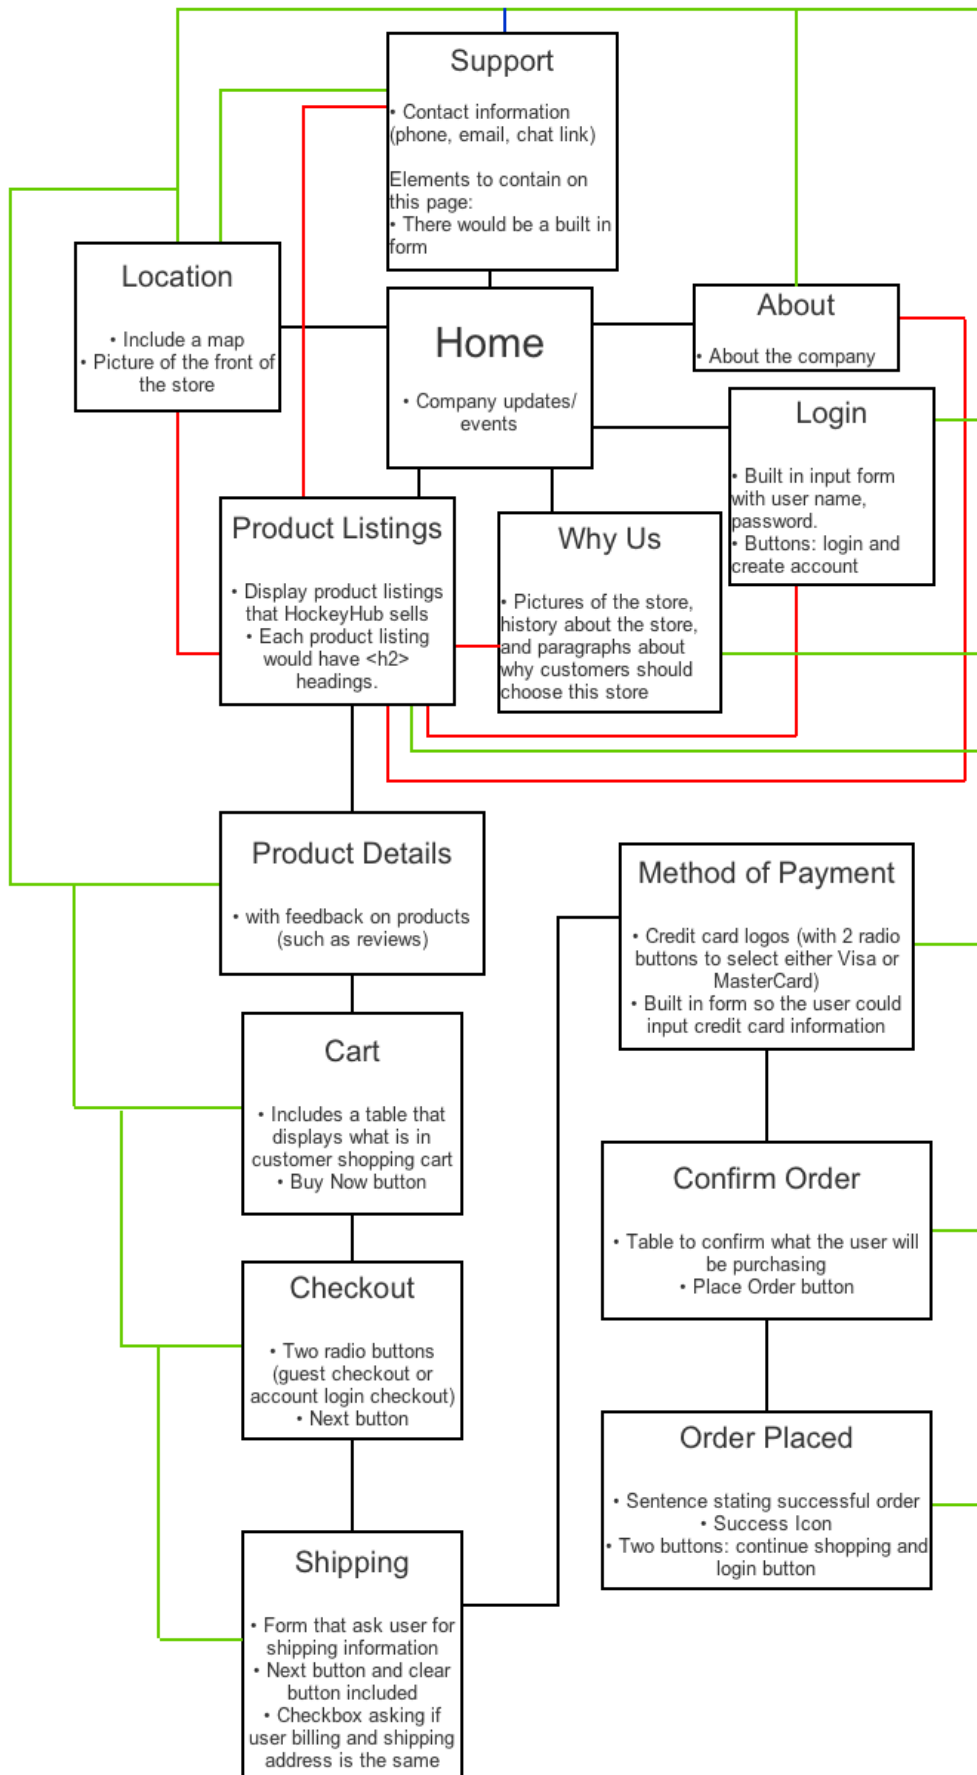 Support
• Contact information
(phone, email, chat link)
Elements to contain on
this page:
• There would be a built in
form
Location
• Include a map
• Picture of the front of
the store
Home
• Company updates/
events
About
• About the company
Login
• Built in input form
with user name,
password.
• Buttons: login and
create account
Product Listings
• Display product listings
that HockeyHub sells
• Each product listing
would have <h2>
headings.
Why Us
• Pictures of the store,
history about the store,
and paragraphs about
why customers should
choose this store
Product Details
• with feedback on products
(such as reviews)
Cart
• Includes a table that
displays what is in
customer shopping cart
• Buy Now button
Checkout
• Two radio buttons
(guest checkout or
account login checkout)
• Next button
Shipping
• Form that ask user for
shipping information
• Next button and clear
button included
• Checkbox asking if
user billing and shipping
address is the same
Method of Payment
• Credit card logos (with 2 radio
buttons to select either Visa or
MasterCard)
• Built in form so the user could
input credit card information
Confirm Order
• Table to confirm what the user will
be purchasing
• Place Order button
Order Placed
• Sentence stating successful order
• Success Icon
• Two buttons: continue shopping and
login button